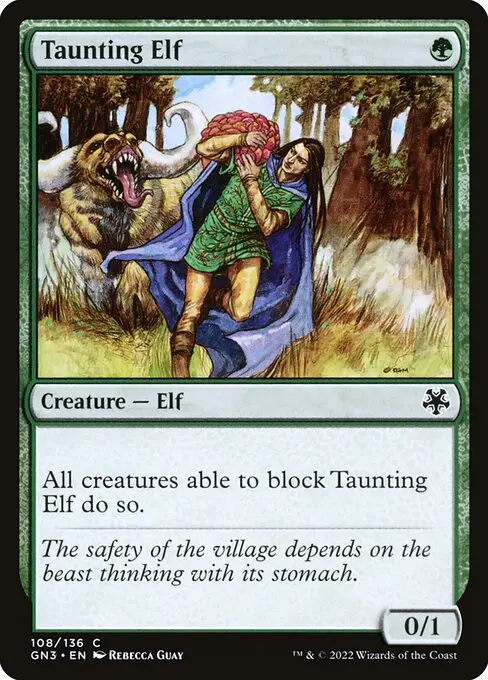 Taunting Elf
Creature — Elf
All creatures able to block Taunting
Elf do so.
The safety of the village depends on the
beast thinking with its stomach.
0/1
108/136 C
GN3 • EN Rebecca Guay
™ & © 2022 Wizards of the Coast